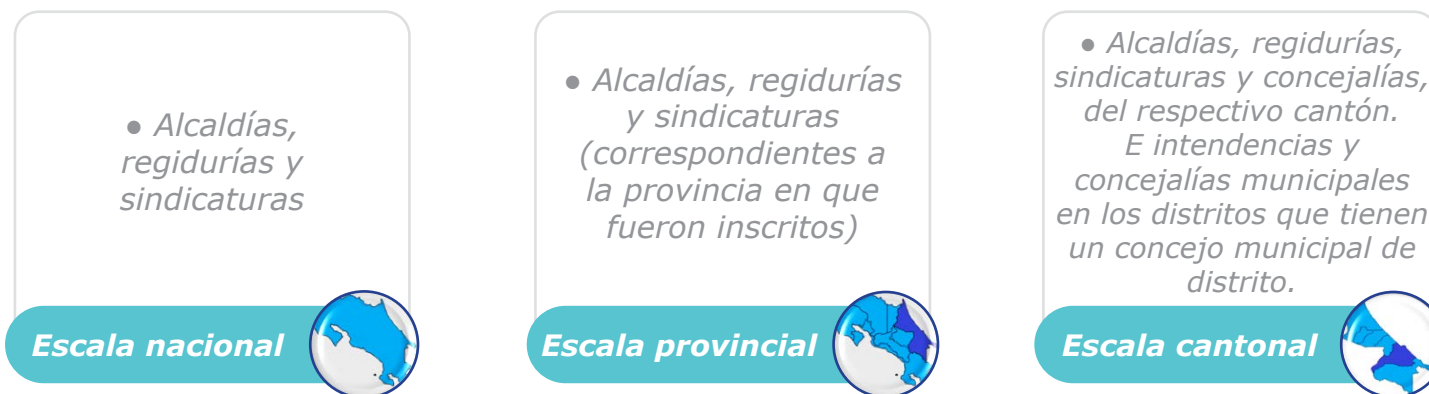 ● Alcaldías,
regidurías y
sindicaturas
Escala nacional
● Alcaldías, regidurías
y sindicaturas
(correspondientes a
la provincia en que
fueron inscritos)
Escala provincial
● Alcaldías, regidurías,
sindicaturas y concejalías,
del respectivo cantón.
E intendencias y
concejalías municipales
en los distritos que tienen
un concejo municipal de
distrito.
Escala cantonal